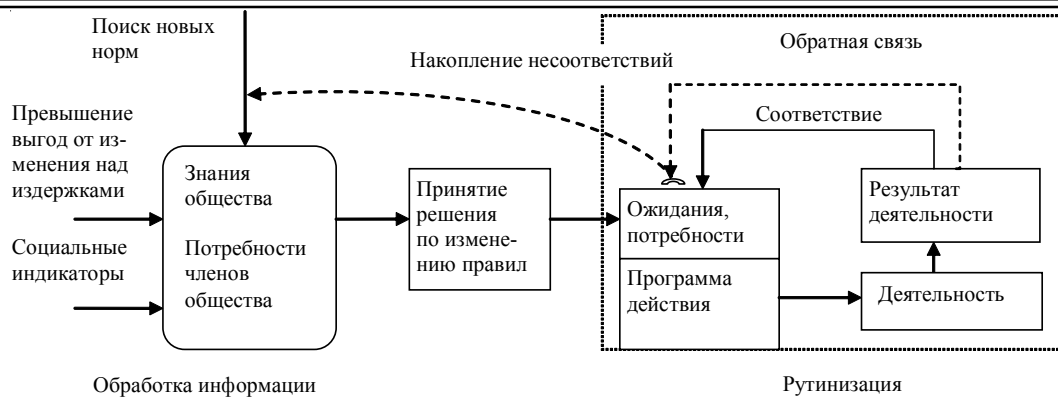 Поиск новых
норм
Обратная связь
Накопление несоответствий
Превышение
выгод от из-
менения над
издержками
Социальные
индикаторы
Знания
общества
Потребности
членов
общества
Принятие
решения
по измене-
нию правил
Соответствие
Ожидания,
потребности
Программа
действия
Результат
деятельности
Деятельность
Обработка информации
Рутинизация